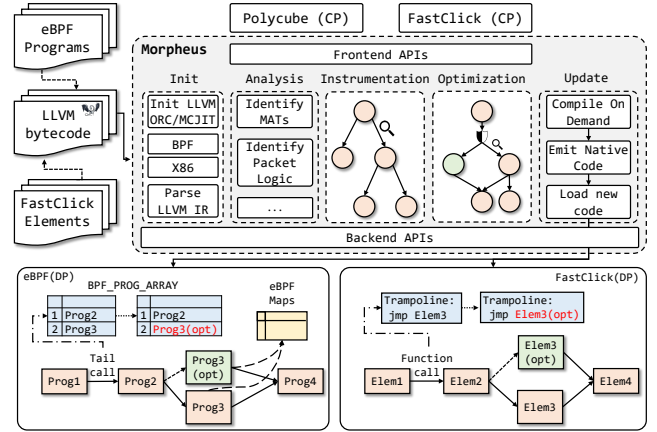 eBPF
Programs
LLVM
bytecode
FastClick
Elements
Polycube (CP)
FastClick (CP)
Morpheus
Frontend APIs
Init
Init LLVM
ORC/MCJIT
BPF
X86
Parse
LLVM IR
Analysis
Identify
MATs
Identify
Packet
Logic
...
Instrumentation
Optimization
Update
Compile On
Demand
Emit Native
Code
Load new
code
Backend APIs
eBPF(DP)
BPF_PROG_ARRAY
1 Prog2
2 Prog3
1 Prog2
2 Prog3(opt)
eBPF
Maps
Tail
call
Prog1
Prog2
Prog3
(opt)
Prog3
Prog4
FastClick(DP)
Trampoline:
jmp Elem3
Trampoline:
jmp Elem3(opt)
Function
call
Elem1
Elem2
Elem3
(opt)
Elem3
Elem4